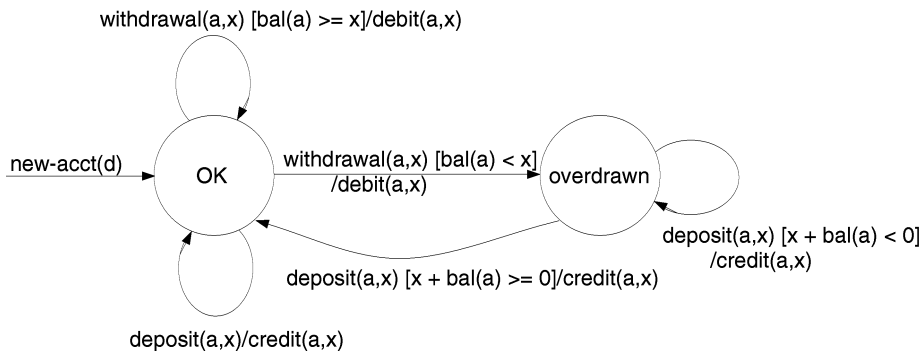 withdrawal(a,x) [bal(a) >= x]/debit(a,x)
new-acct(d)
OK
withdrawal(a,x) [bal(a) < x]
/debit(a,x)
overdrawn
deposit(a,x) [x + bal(a) < 0]
/credit(a,x)
deposit(a,x) [x + bal(a) >= 0]/credit(a,x)
deposit(a,x)/credit(a,x)